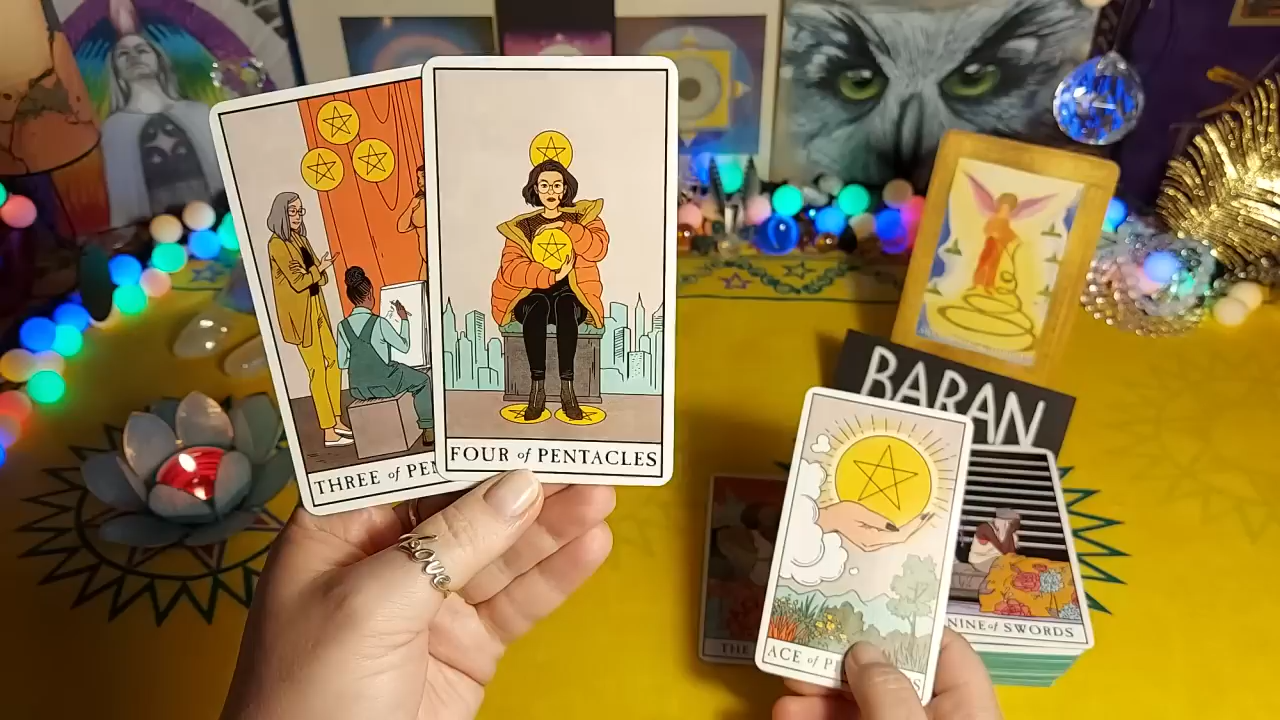 THREE of PE
FOUR of PENTACLES
BARAN
ACE of P S
NINE of SWORDS
THE
love